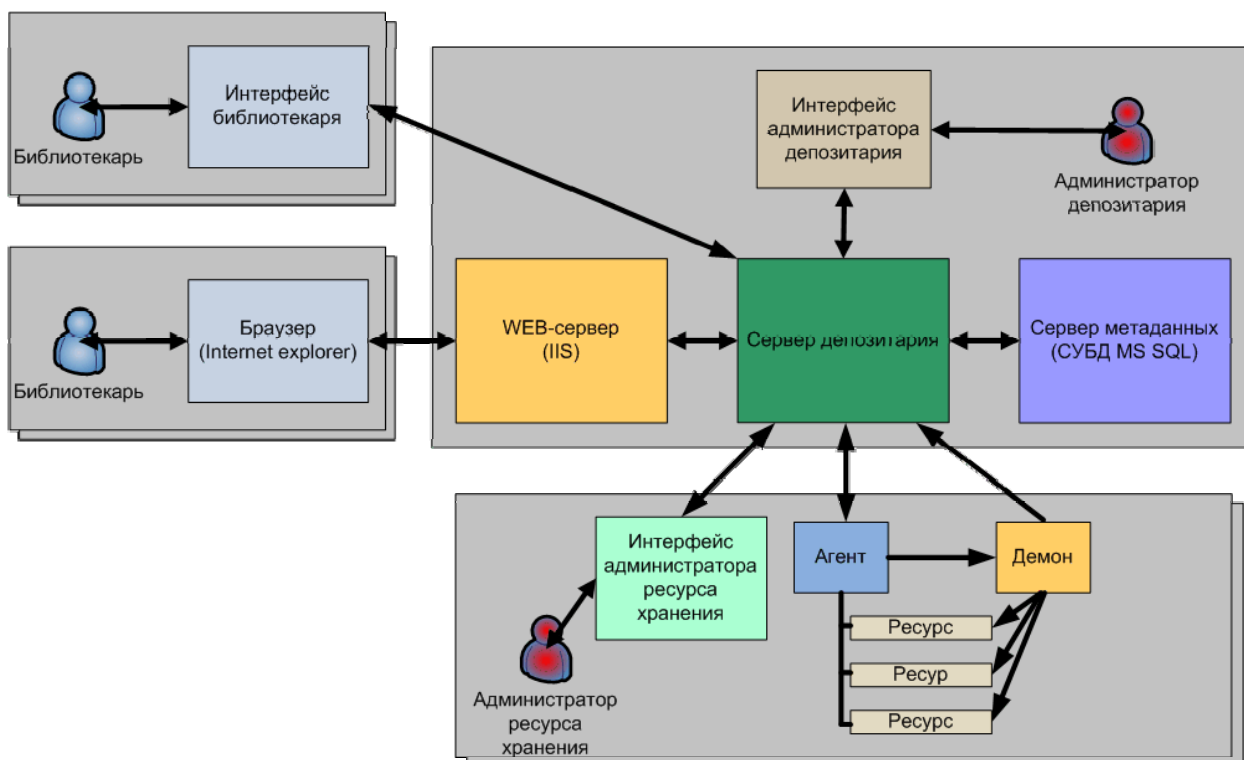 Интерфейс
библиотекаря
Библиотекарь
Интерфейс
администратора
депозитария
Администратор
депозитария
Браузер
(Internet explorer)
Библиотекарь
WEB-сервер
(IIS)
Сервер депозитария
Сервер метаданных
(СУБД MS SQL)
Интерфейс
администратора
ресурса
хранения
Администратор
ресурса
хранения
Агент
Демон
Ресурс
Ресур
Ресурс